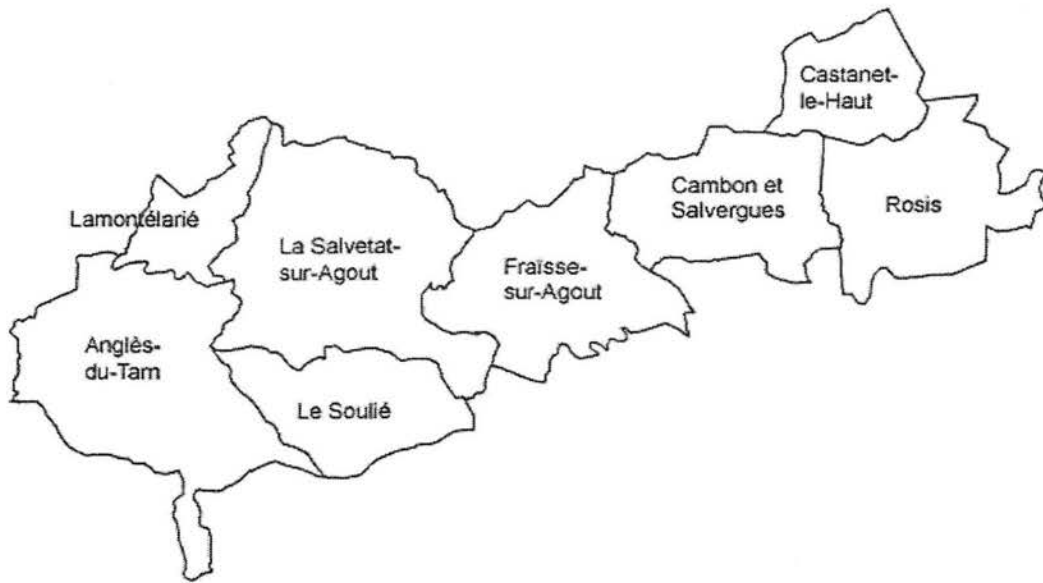 Castanet-
le-Haut
Cambon et
Salvergues
Rosis
Lamontélarié
La Salvetat-
sur-Agout
Fraïsse-
sur-Agout
Anglès-
du-Tarn
Le Soulié